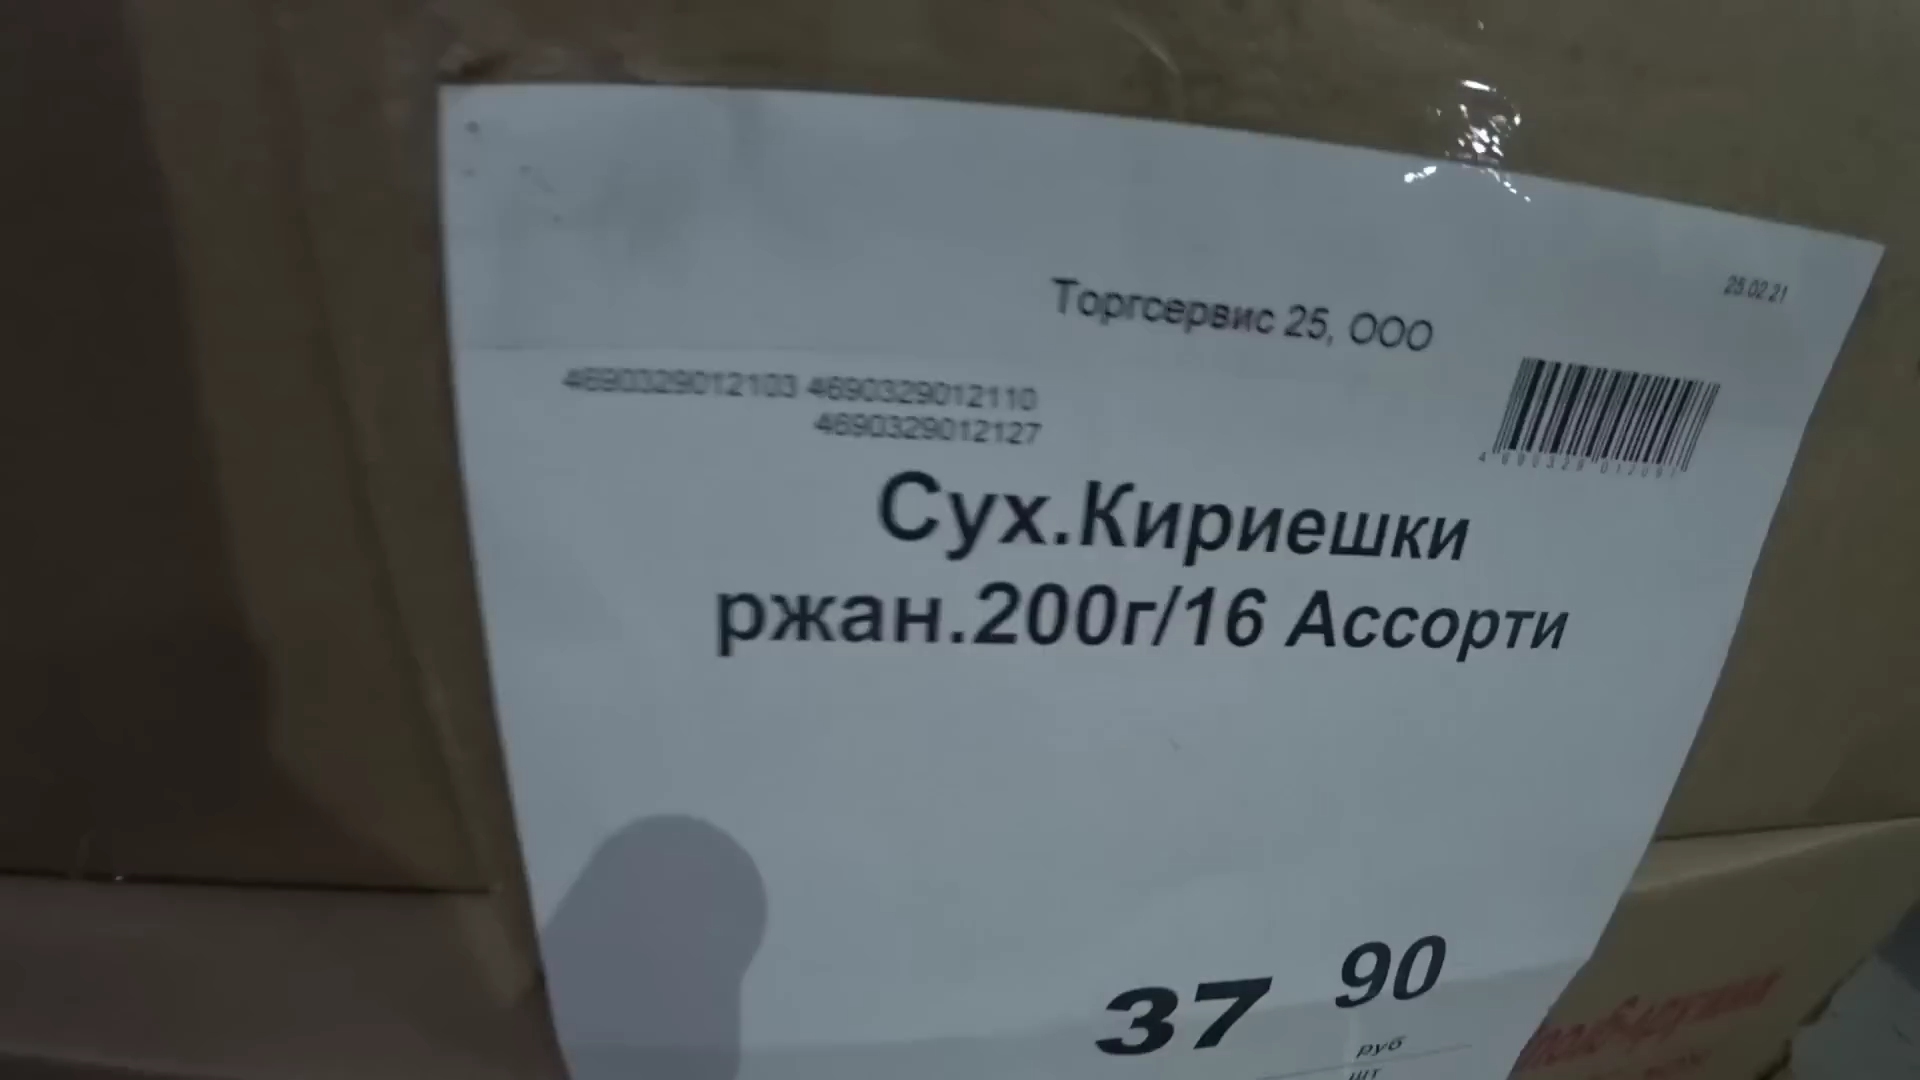 25.02.21
Торгсервис 25, ООО
4690329012103 4690329012110
4690329012127
Сух.Кириешки
ржан.200г/16 Ассорти
37 90
руб
шт